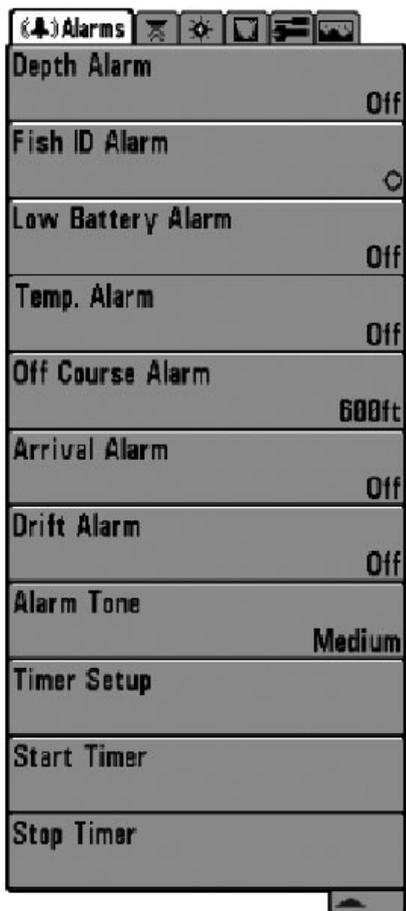 Alarms
Depth Alarm
Off
Fish ID Alarm
Low Battery Alarm
Off
Temp. Alarm
Off
Off Course Alarm
600ft
Arrival Alarm
Off
Drift Alarm
Off
Alarm Tone
Medium
Timer Setup
Start Timer
Stop Timer